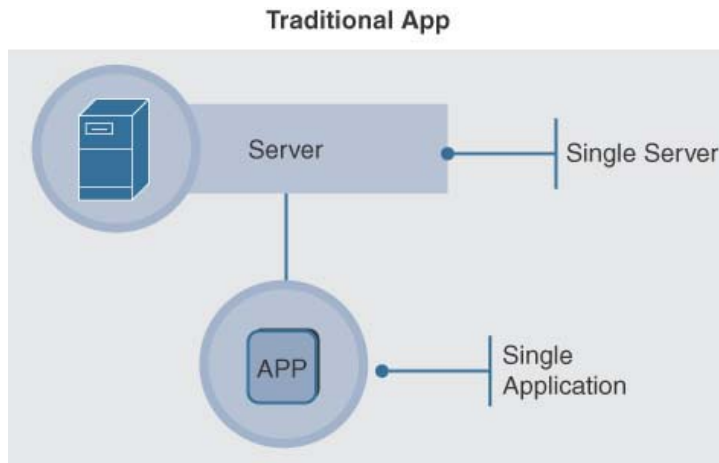 Traditional App
Server
Single Server
APP
Single
Application